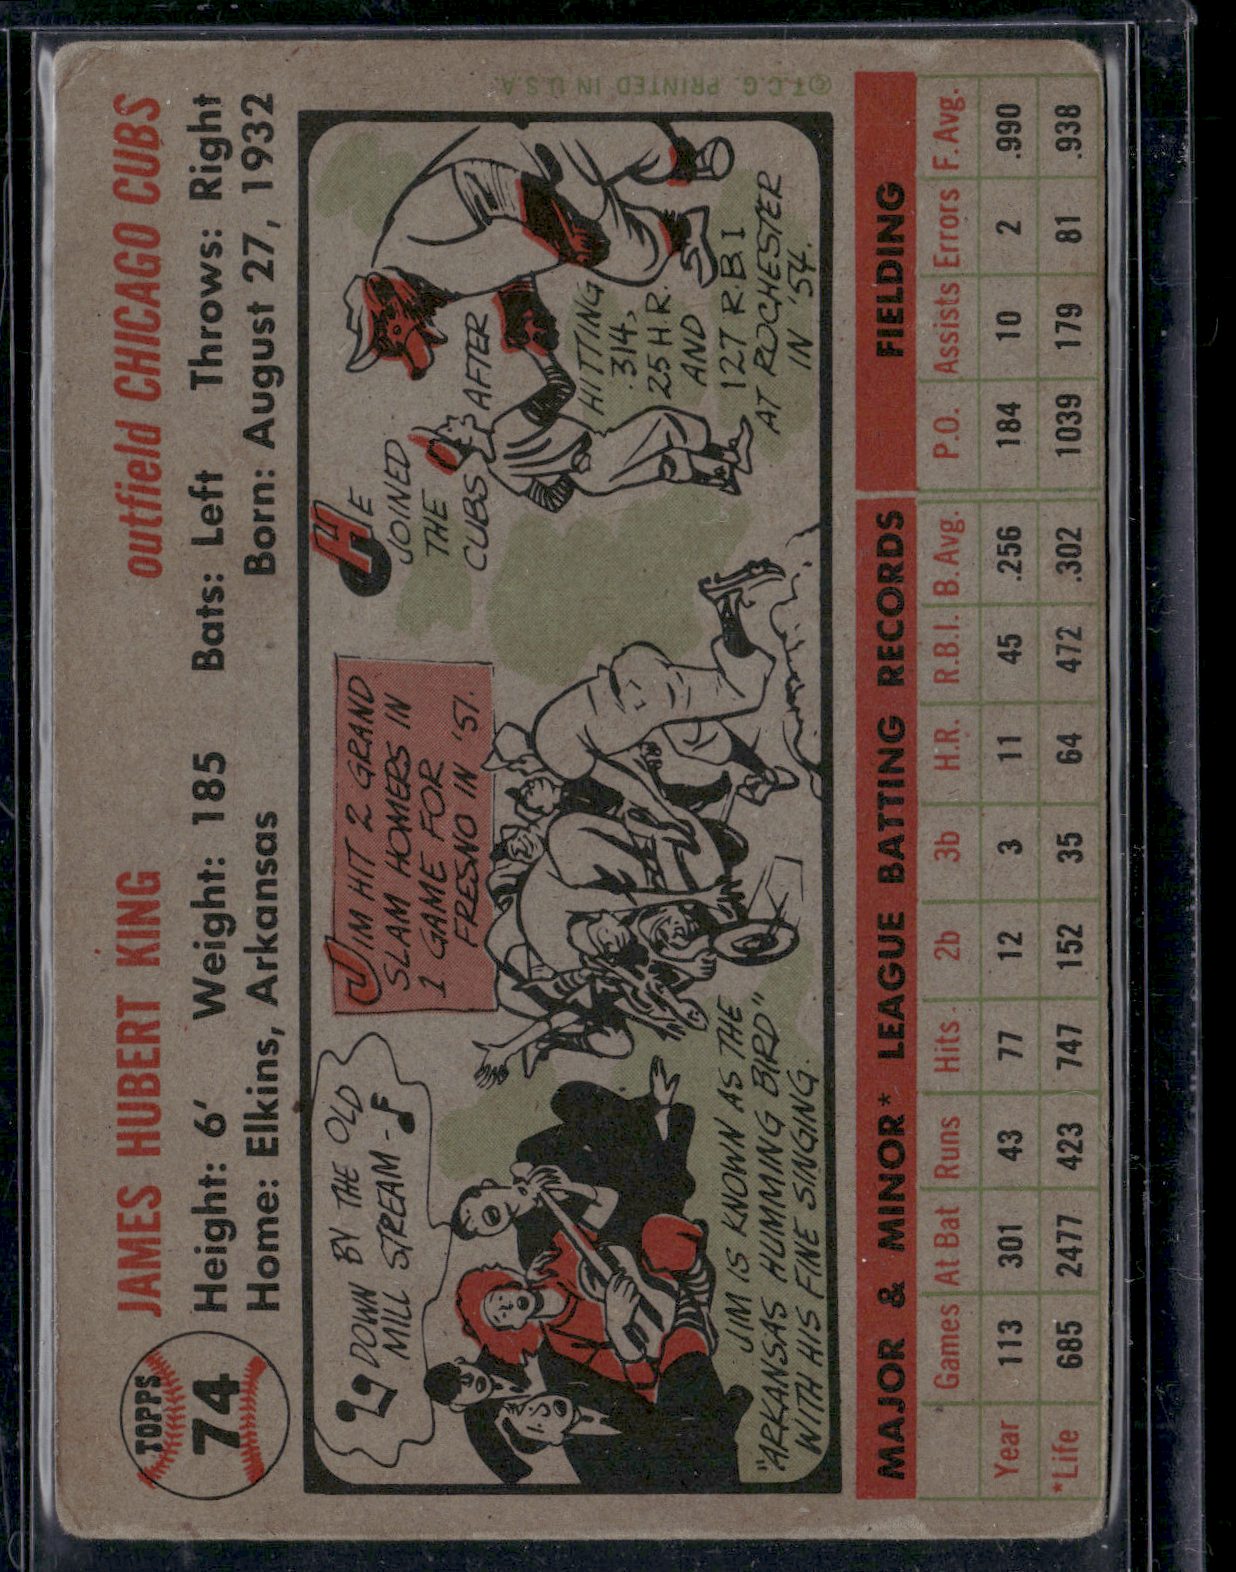 TOPPS
74
JAMES HUBERT KING
outfield CHICAGO CUBS
Height: 6' Weight: 185 Bats: Left Throws: Right
Home: Elkins, Arkansas Born: August 27, 1932
DOWN BY THE OLD
MILL STREAM -
JIM IS KNOWN AS THE
"ARKANSAS HUMMING BIRD"
WITH HIS FINE SINGING.
JIM HIT 2 GRAND
SLAM HOMERS IN
1 GAME FOR
FRESNO IN '51.
HE
JOINED
THE
CUBS AFTER
HITTING
.314,
25 H R.
AND
127 R.B.I
AT ROCHESTER
IN '54.
© T.C.G. PRINTED IN U.S.A
MAJOR & MINOR* LEAGUE BATTING RECORDS FIELDING
Games At Bat Runs Hits 2b 3b H.R. R.B.I. B. Avg. P.O. Assists Errors F. Avg.
Year 113 301 43 77 12 3 11 45 .256 184 10 2 .990
*Life 685 2477 423 747 152 35 64 472 .302 1039 179 81 .938